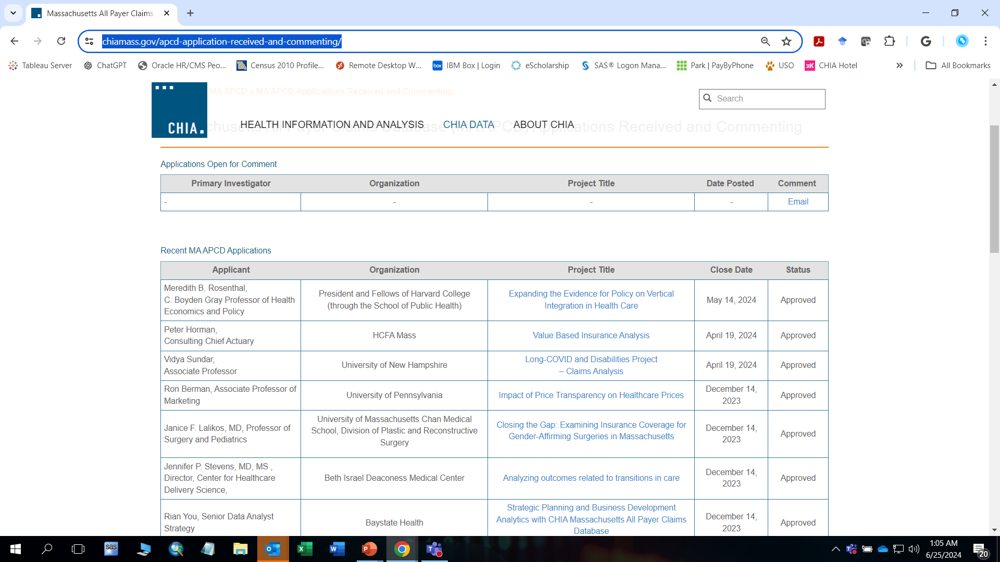 Massachusetts All Payer Claims
chiamass.gov/apcd-application-received-and-commenting/
Tableau Server
ChatGPT
Oracle HR/CMS Peo...
Census 2010 Profile...
Remote Desktop W...
IBM Box | Login
eScholarship
SAS® Logon Mana...
Park | PayByPhone
USO
CHIA Hotel
All Bookmarks
MA APCD » MA APCD Applications Received and Commenting
Search
CHIA.
HEALTH INFORMATION AND ANALYSIS
CHIA DATA
ABOUT CHIA
chusetts All Payer Claims Database (MA APCD) Applications Received and Commenting
Applications Open for Comment
Primary Investigator
Organization
Project Title
Date Posted
Comment
-
-
-
-
Email
Recent MA APCD Applications
Applicant
Organization
Project Title
Close Date
Status
Meredith B. Rosenthal,
C. Boyden Gray Professor of Health
Economics and Policy
President and Fellows of Harvard College
(through the School of Public Health)
Expanding the Evidence for Policy on Vertical
Integration in Health Care
May 14, 2024
Approved
Peter Horman,
Consulting Chief Actuary
HCFA Mass
Value Based Insurance Analysis
April 19, 2024
Approved
Vidya Sundar,
Associate Professor
University of New Hampshire
Long-COVID and Disabilities Project
– Claims Analysis
April 19, 2024
Approved
Ron Berman, Associate Professor of
Marketing
University of Pennsylvania
Impact of Price Transparency on Healthcare Prices
December 14,
2023
Approved
Janice F. Lalikos, MD, Professor of
Surgery and Pediatrics
University of Massachusetts Chan Medical
School, Division of Plastic and Reconstructive
Surgery
Closing the Gap: Examining Insurance Coverage for
Gender-Affirming Surgeries in Massachusetts
December 14,
2023
Approved
Jennifer P. Stevens, MD, MS ,
Director, Center for Healthcare
Delivery Science,
Beth Israel Deaconess Medical Center
Analyzing outcomes related to transitions in care
December 14,
2023
Approved
Rian You, Senior Data Analyst
Strategy
Baystate Health
Strategic Planning and Business Development
Analytics with CHIA Massachusetts All Payer Claims
Database
December 14,
2023
Approved
1:05 AM
6/25/2024
20